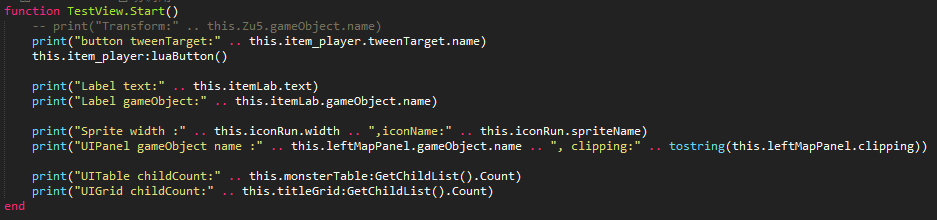 function TestView.Start()
    -- print("Transform:" .. this.Zu5.gameObject.name)
    print("button tweenTarget:" .. this.item_player.tweenTarget.name)
    this.item_player:luaButton()

    print("Label text:" .. this.itemLab.text)
    print("Label gameObject:" .. this.itemLab.gameObject.name)

    print("Sprite width :" .. this.iconRun.width .. ",iconName:" .. this.iconRun.spriteName)
    print("UIPanel gameObject name :" .. this.leftMapPanel.gameObject.name .. ", clipping:" .. tostring(this.leftMapPanel.clipping))

    print("UITable childCount:" .. this.monsterTable:GetChildList().Count)
    print("UIGrid childCount:" .. this.titleGrid:GetChildList().Count)
end